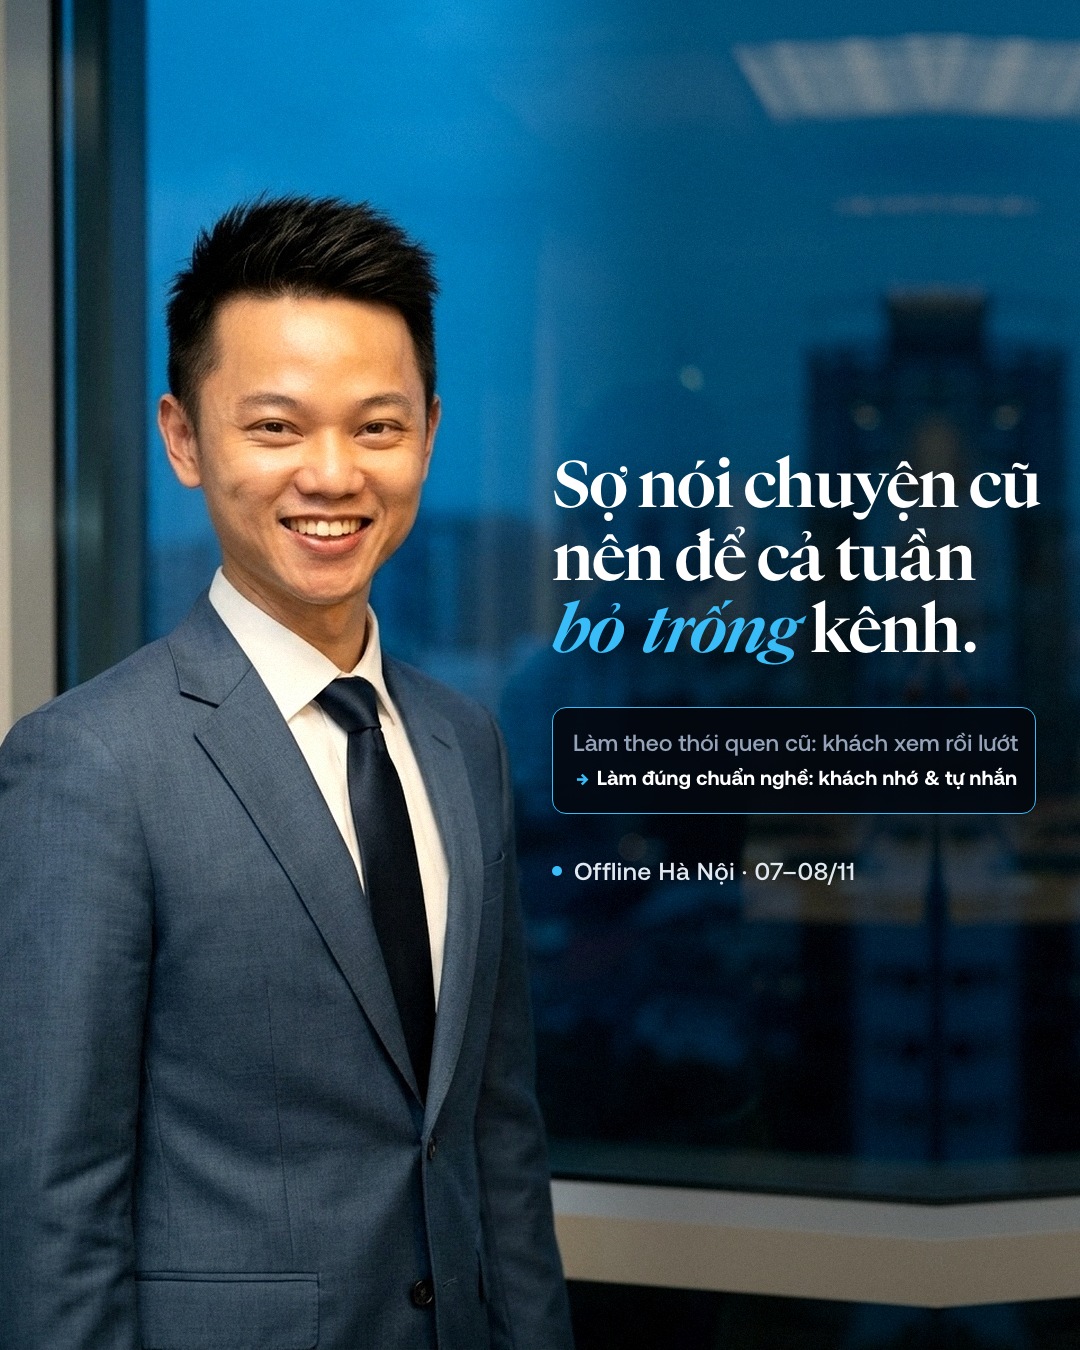 Sợ nói chuyện cũ
nên để cả tuần
bỏ trống kênh.
Làm theo thói quen cũ: khách xem rồi lướt
→ Làm đúng chuẩn nghề: khách nhớ & tự nhắn
• Offline Hà Nội · 07–08/11